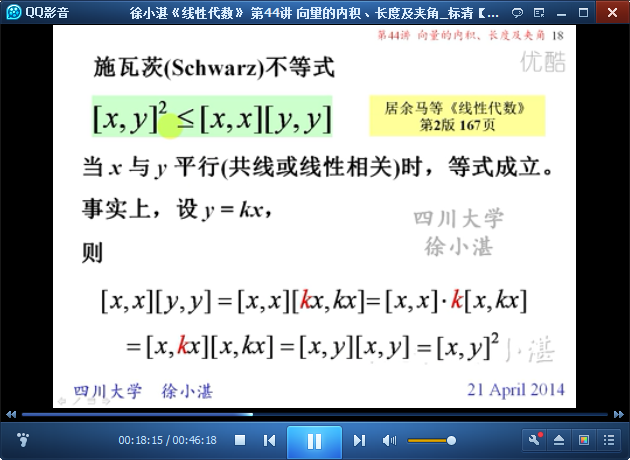 QQ影音
徐小湛《线性代数》 第44讲 向量的内积、长度及夹角_标清【...
第44讲 向量的内积、长度及夹角 18
优酷
施瓦茨(Schwarz)不等式
[x, y]² ≤ [x, x][y, y]
居余马等《线性代数》
第2版 167页
当 x 与 y 平行(共线或线性相关)时，等式成立。
事实上，设 y = kx，
四川大学
徐小湛
则
[x, x][y, y] = [x, x][kx, kx] = [x, x]·k[x, kx]
= [x, kx][x, kx] = [x, y][x, y] = [x, y]²
小湛
四川大学 徐小湛
21 April 2014
00:18:15 / 00:46:18